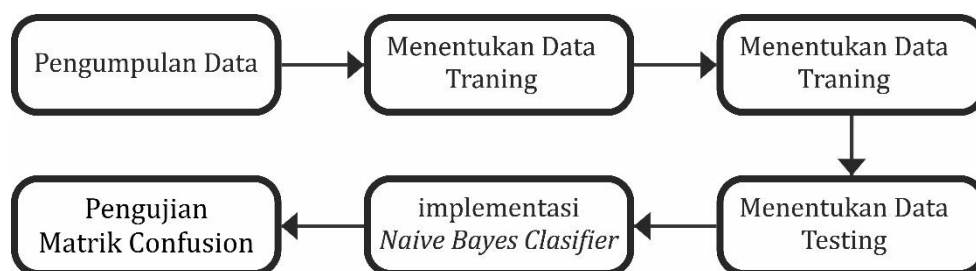 Pengumpulan Data
Menentukan Data
Traning
Menentukan Data
Traning
Menentukan Data
Testing
implementasi
Naive Bayes Clasifier
Pengujian
Matrik Confusion